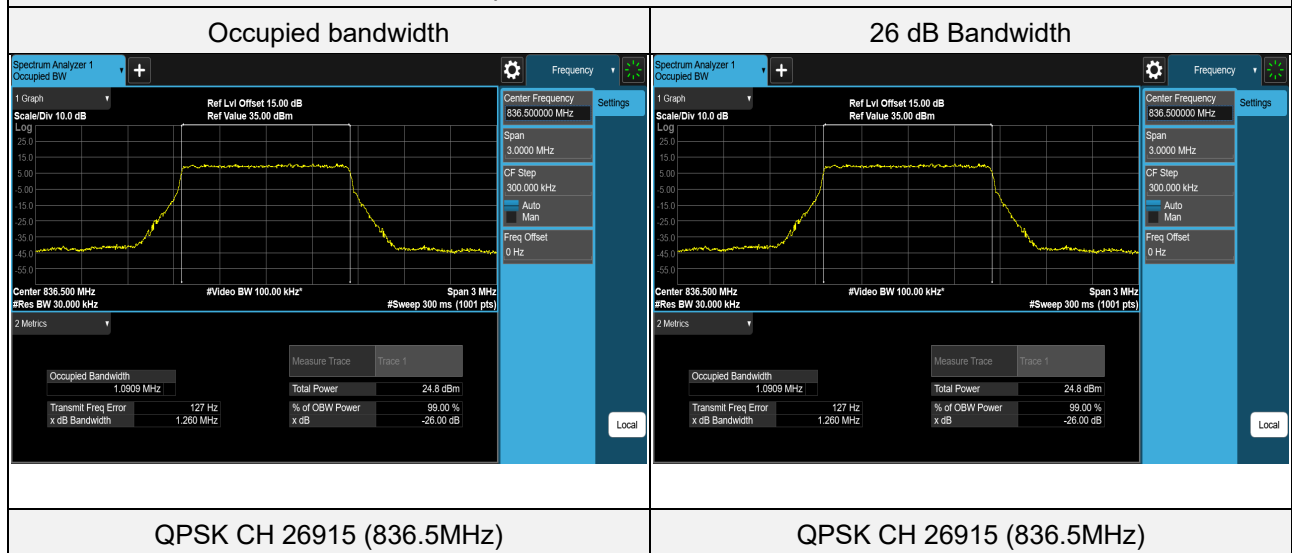 Occupied bandwidth
26 dB Bandwidth
Spectrum Analyzer 1
Occupied BW
Frequency
1 Graph
Ref Lvl Offset 15.00 dB
Scale/Div 10.0 dB
Ref Value 35.00 dBm
Log
25.0
15.0
5.00
-5.00
-15.0
-25.0
-35.0
-45.0
-55.0
Center 836.500 MHz
#Video BW 100.00 kHz*
Span 3 MHz
#Res BW 30.000 kHz
#Sweep 300 ms (1001 pts)
Center Frequency
836.500000 MHz
Settings
Span
3.0000 MHz
CF Step
300.000 kHz
Auto
Man
Freq Offset
0 Hz
Local
2 Metrics
Measure Trace Trace 1
Occupied Bandwidth
1.0909 MHz
Total Power 24.8 dBm
Transmit Freq Error 127 Hz
% of OBW Power 99.00 %
x dB Bandwidth 1.260 MHz
x dB -26.00 dB
Spectrum Analyzer 1
Occupied BW
Frequency
1 Graph
Ref Lvl Offset 15.00 dB
Scale/Div 10.0 dB
Ref Value 35.00 dBm
Log
25.0
15.0
5.00
-5.00
-15.0
-25.0
-35.0
-45.0
-55.0
Center 836.500 MHz
#Video BW 100.00 kHz*
Span 3 MHz
#Res BW 30.000 kHz
#Sweep 300 ms (1001 pts)
Center Frequency
836.500000 MHz
Settings
Span
3.0000 MHz
CF Step
300.000 kHz
Auto
Man
Freq Offset
0 Hz
Local
2 Metrics
Measure Trace Trace 1
Occupied Bandwidth
1.0909 MHz
Total Power 24.8 dBm
Transmit Freq Error 127 Hz
% of OBW Power 99.00 %
x dB Bandwidth 1.260 MHz
x dB -26.00 dB
QPSK CH 26915 (836.5MHz)
QPSK CH 26915 (836.5MHz)